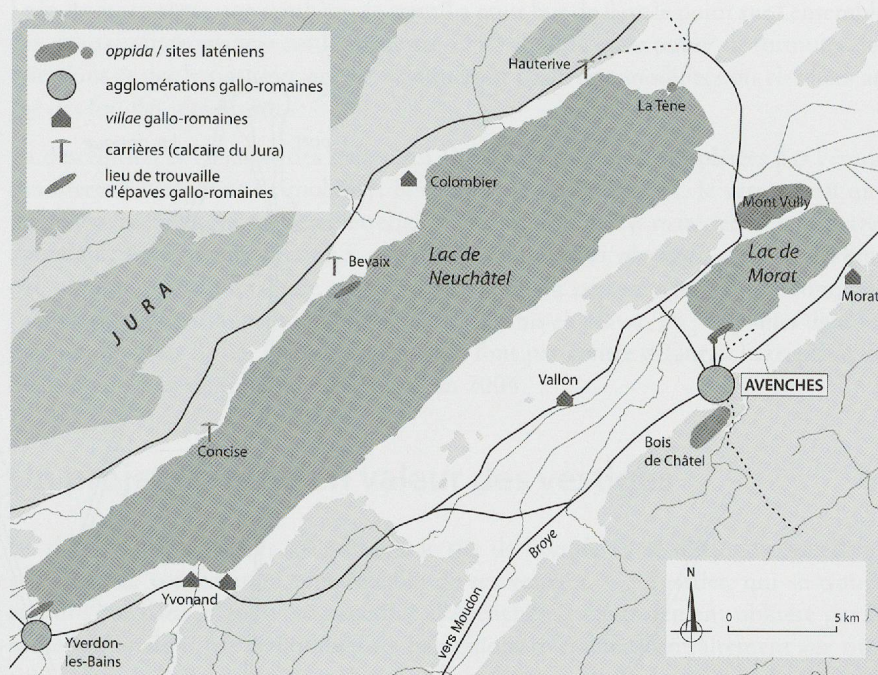 oppida / sites laténiens
agglomérations gallo-romaines
villae gallo-romaines
carrières (calcaire du Jura)
lieu de trouvaille
d'épaves gallo-romaines
Hauterive
La Tène
Colombier
Mont Vully
Lac de
Neuchâtel
Lac de
Morat
Bevaix
Morat
JURA
Vallon
AVENCHES
Bois
de Châtel
Concise
Broye
vers Moudon
Yvonand
Yverdon-
les-Bains
N
0 5 km